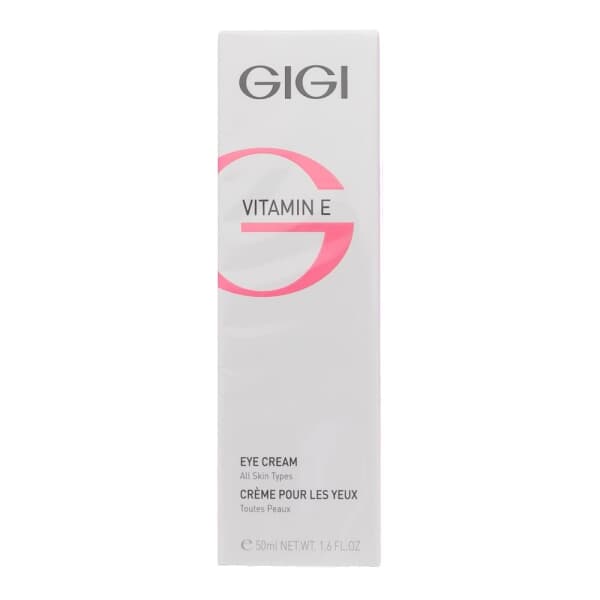 GIGI
VITAMIN E
EYE CREAM
All Skin Types
CRÈME POUR LES YEUX
Toutes Peaux
℮ 50ml NET.WT. 1.6 FL.OZ